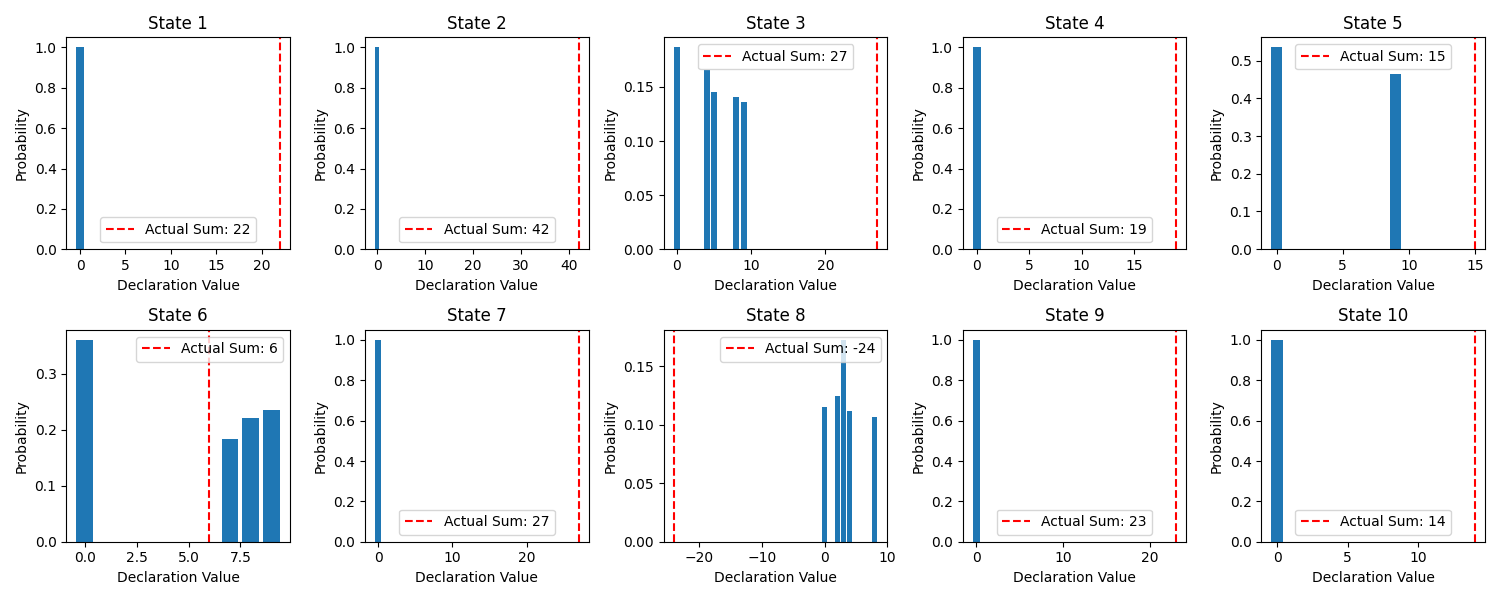 State 1
Probability
1.0
0.8
0.6
0.4
0.2
0.0
Actual Sum: 22
0 5 10 15 20
Declaration Value
State 2
Probability
1.0
0.8
0.6
0.4
0.2
0.0
Actual Sum: 42
0 10 20 30 40
Declaration Value
State 3
Probability
Actual Sum: 27
0.15
0.10
0.05
0.00
0 10 20
Declaration Value
State 4
Probability
1.0
0.8
0.6
0.4
0.2
0.0
Actual Sum: 19
0 5 10 15
Declaration Value
State 5
Probability
Actual Sum: 15
0.5
0.4
0.3
0.2
0.1
0.0
0 5 10 15
Declaration Value
State 6
Probability
Actual Sum: 6
0.3
0.2
0.1
0.0
0.0 2.5 5.0 7.5
Declaration Value
State 7
Probability
1.0
0.8
0.6
0.4
0.2
0.0
Actual Sum: 27
0 10 20
Declaration Value
State 8
Probability
Actual Sum: -24
0.15
0.10
0.05
0.00
−20 −10 0 10
Declaration Value
State 9
Probability
1.0
0.8
0.6
0.4
0.2
0.0
Actual Sum: 23
0 10 20
Declaration Value
State 10
Probability
1.0
0.8
0.6
0.4
0.2
0.0
Actual Sum: 14
0 5 10
Declaration Value